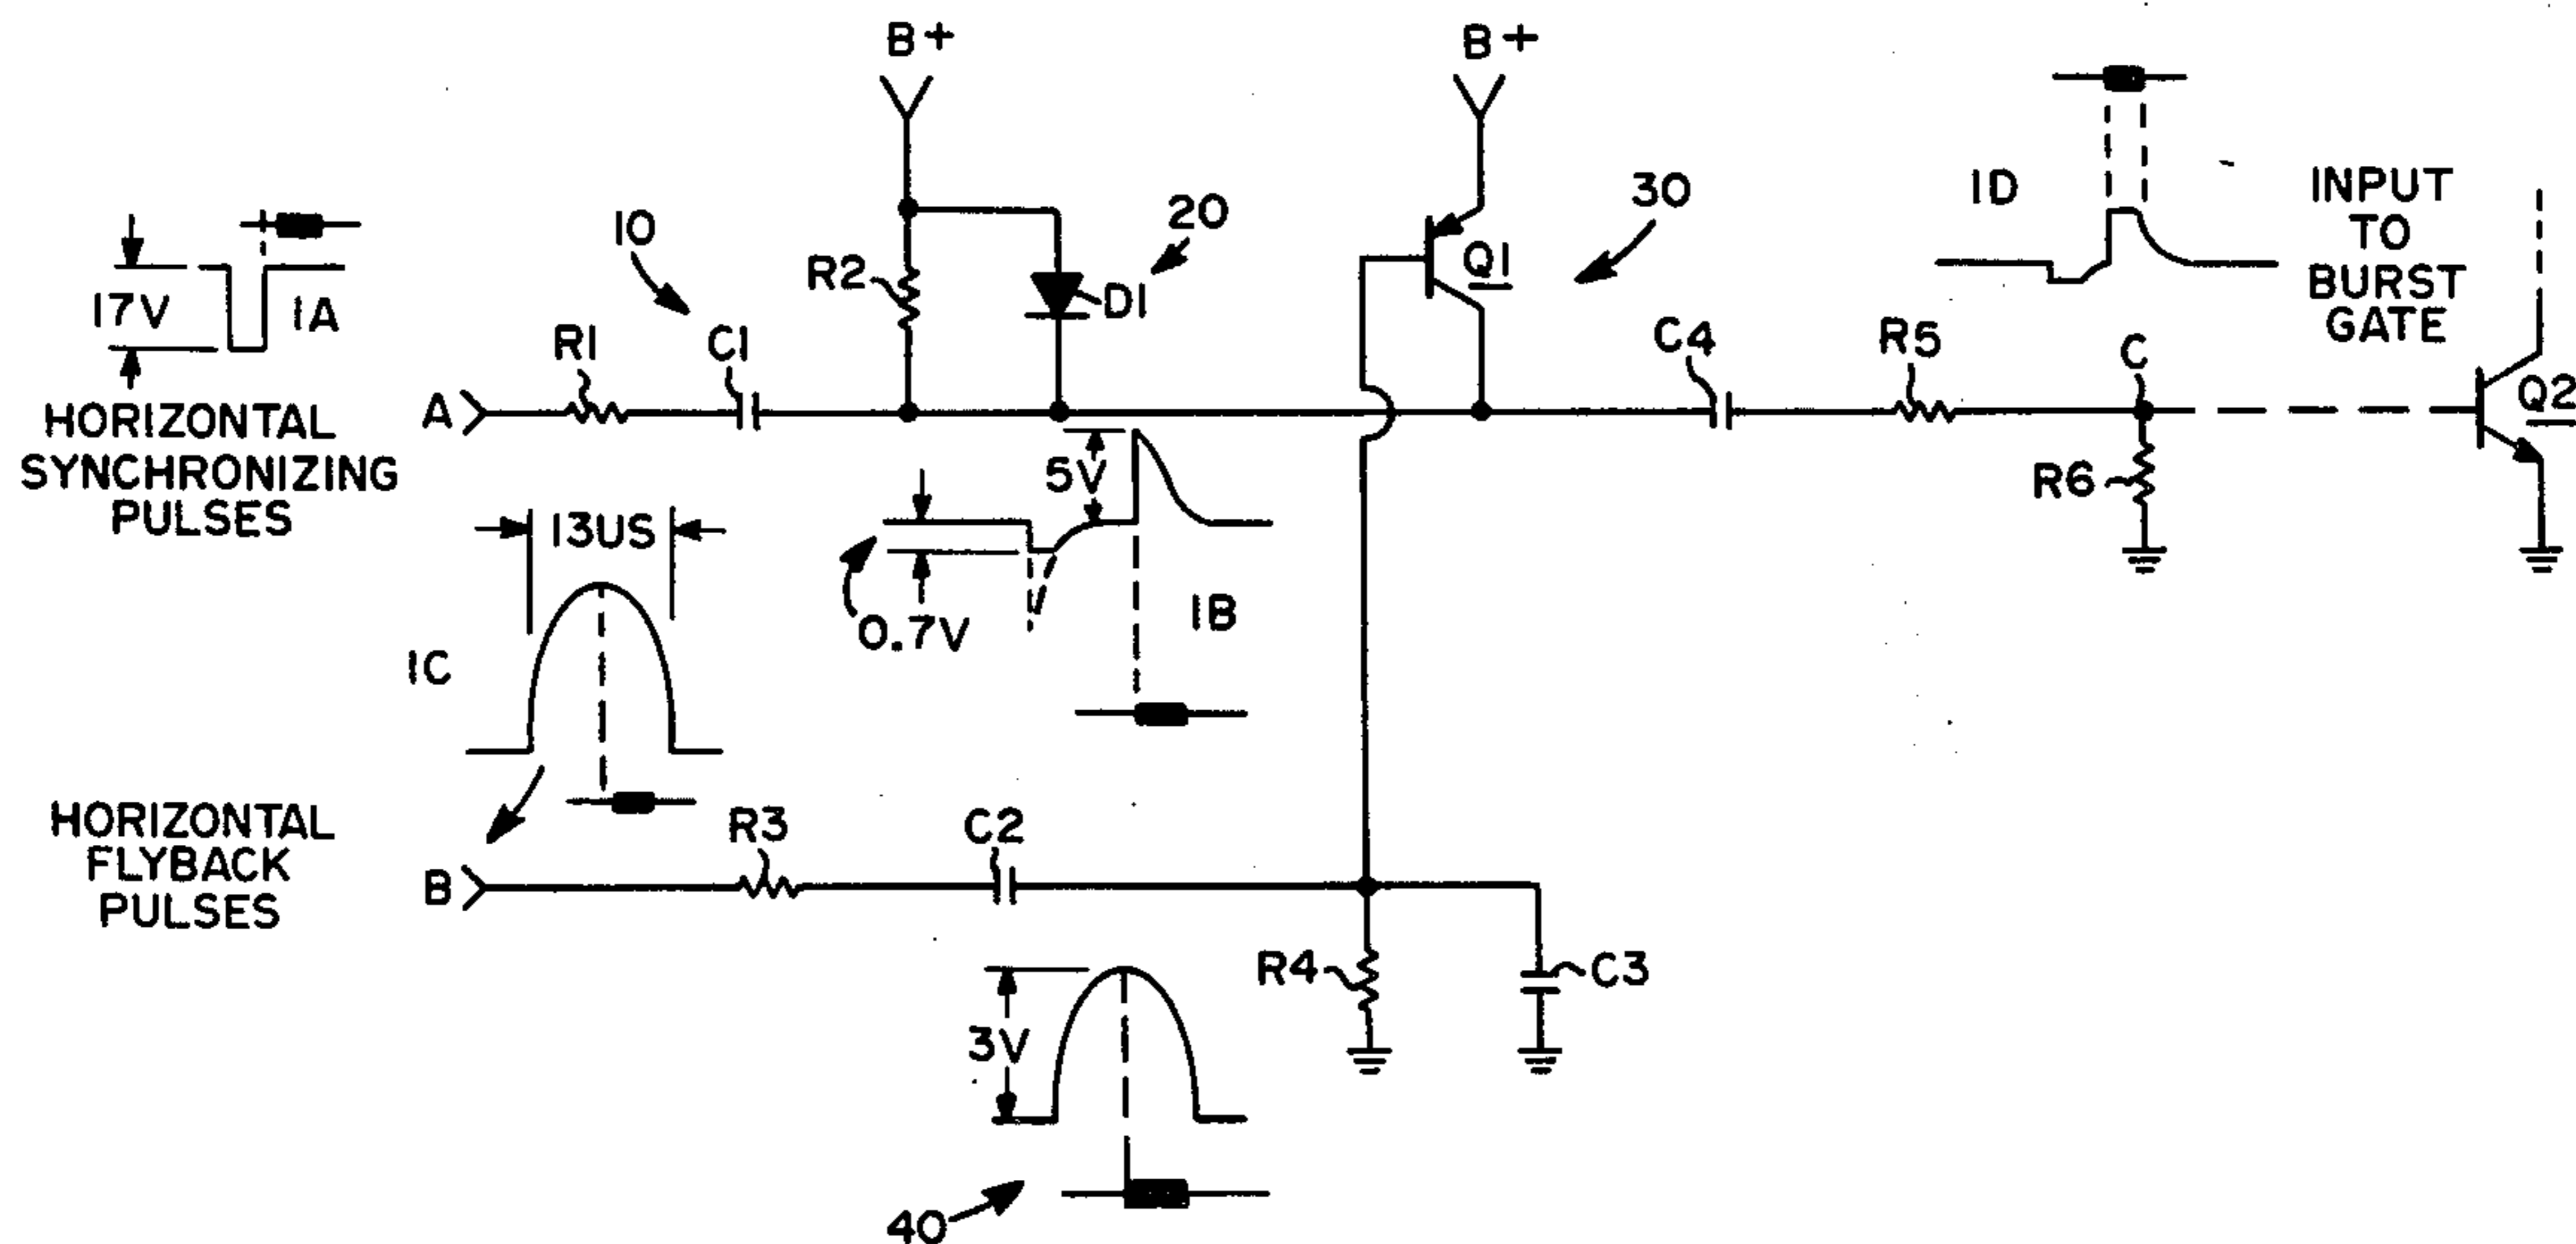 B+
B+
10
20
30
1D
INPUT
TO
BURST
GATE
17V
1A
R2
D1
Q1
R1
C1
C4
R5
C
Q2
A
HORIZONTAL
SYNCHRONIZING
PULSES
5V
R6
13US
0.7V
1B
1C
HORIZONTAL
FLYBACK
PULSES
B
R3
C2
R4
C3
3V
40